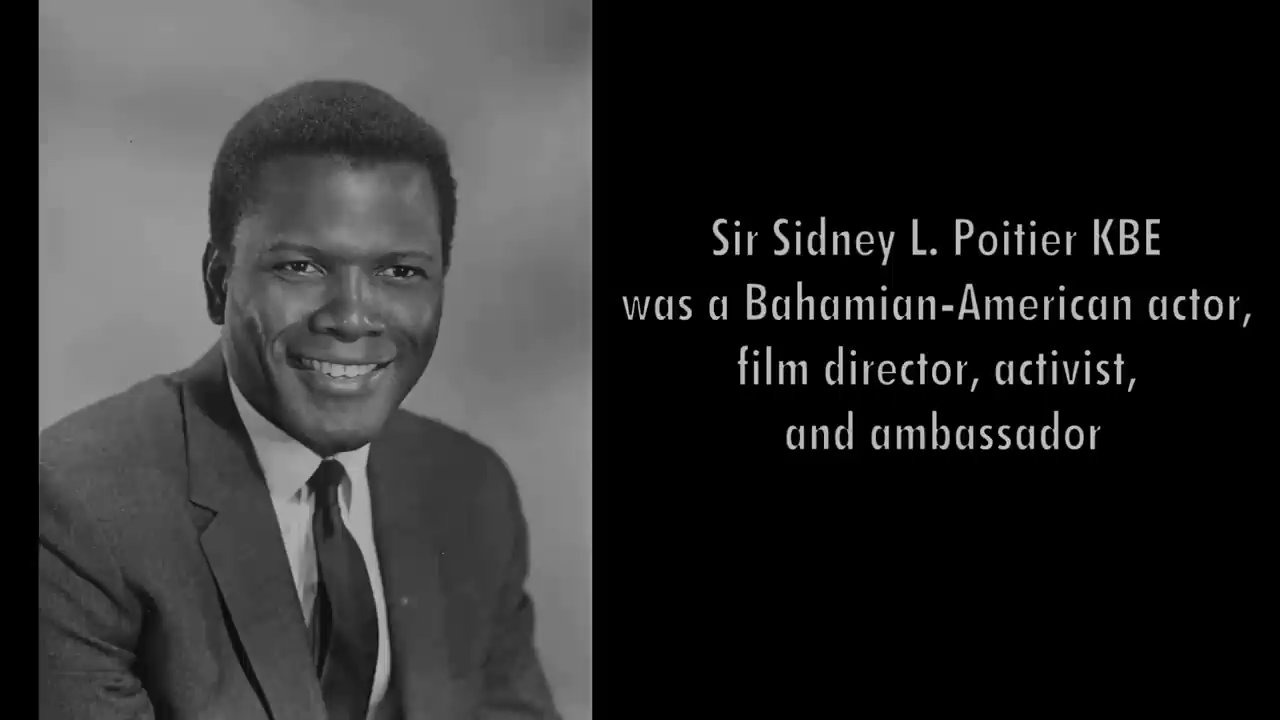 Sir Sidney L. Poitier KBE
was a Bahamian-American actor,
film director, activist,
and ambassador